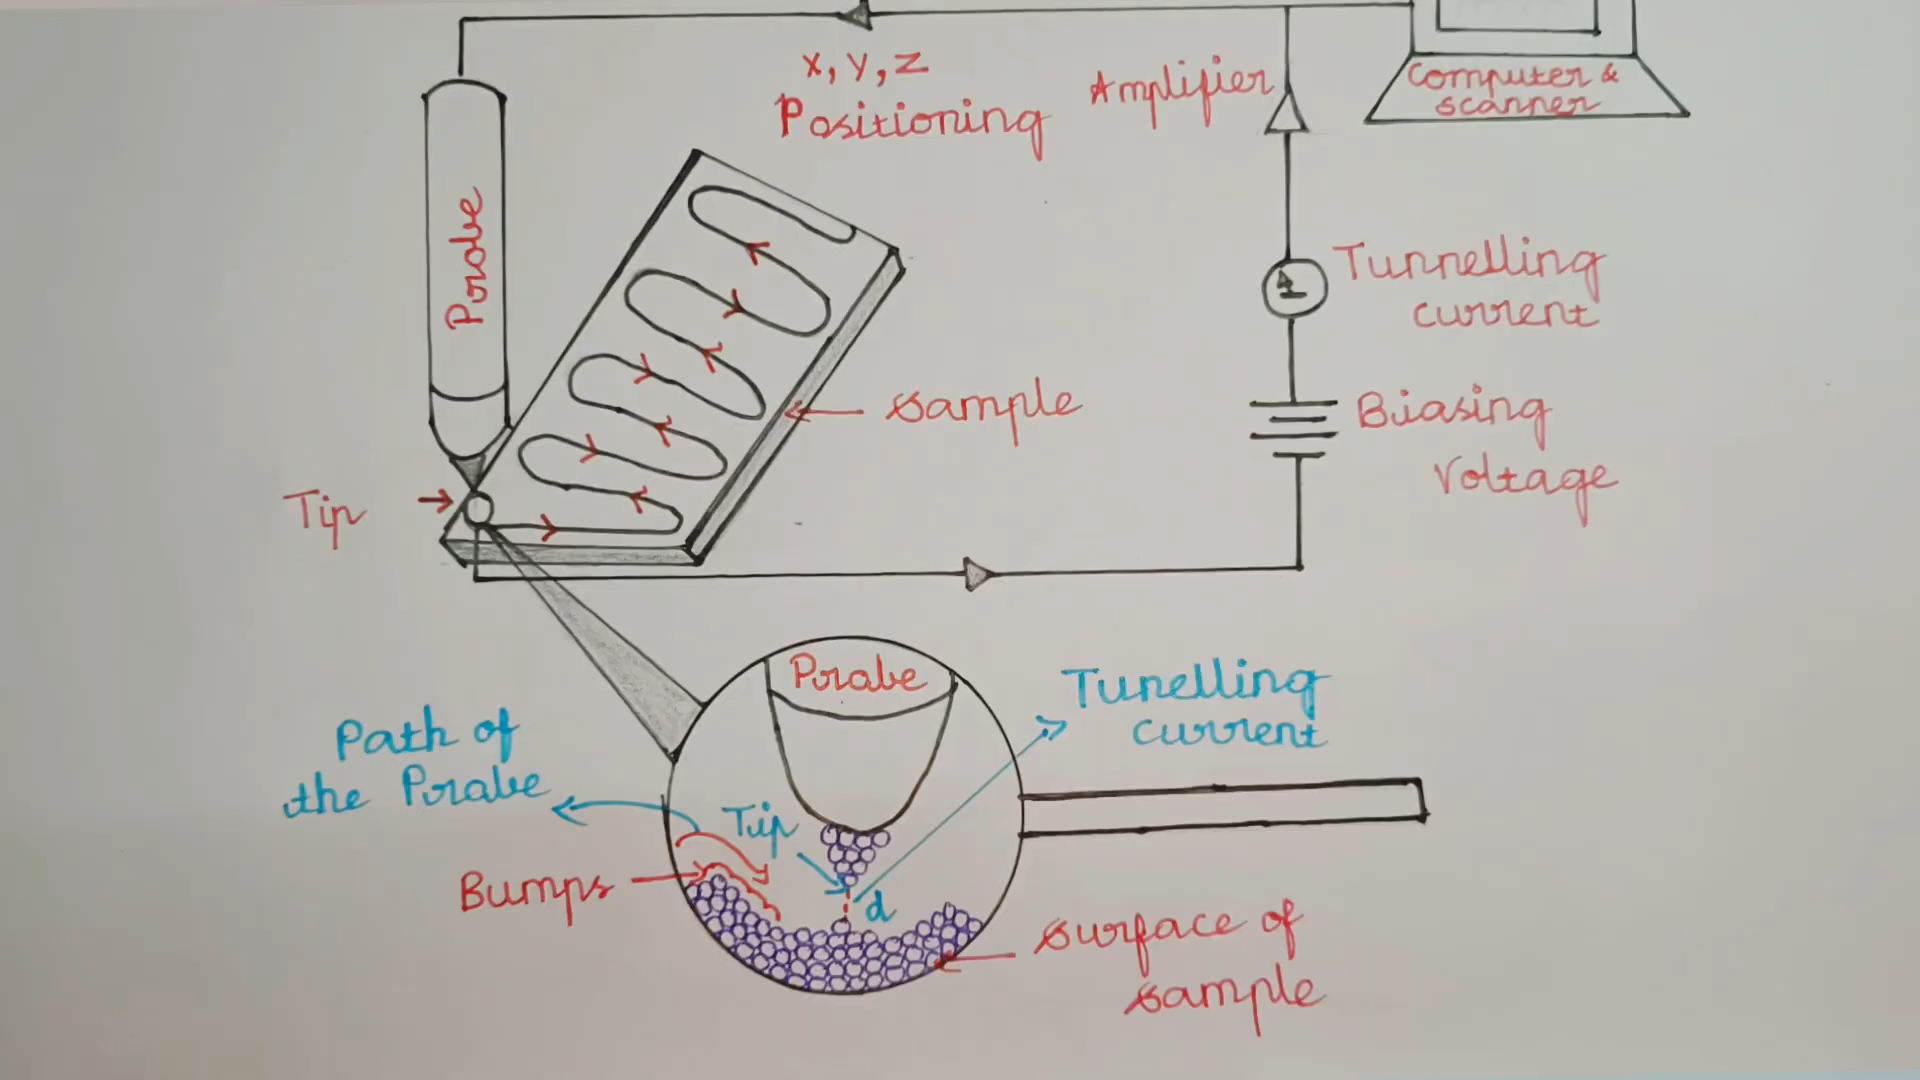 x, y, z
Positioning
Amplifier
Computer &
scanner
Probe
Tunnelling
current
sample
Biasing
Voltage
Tip
Probe
Tunelling
current
Path of
the Probe
Tip
Bumps
d
surface of
sample